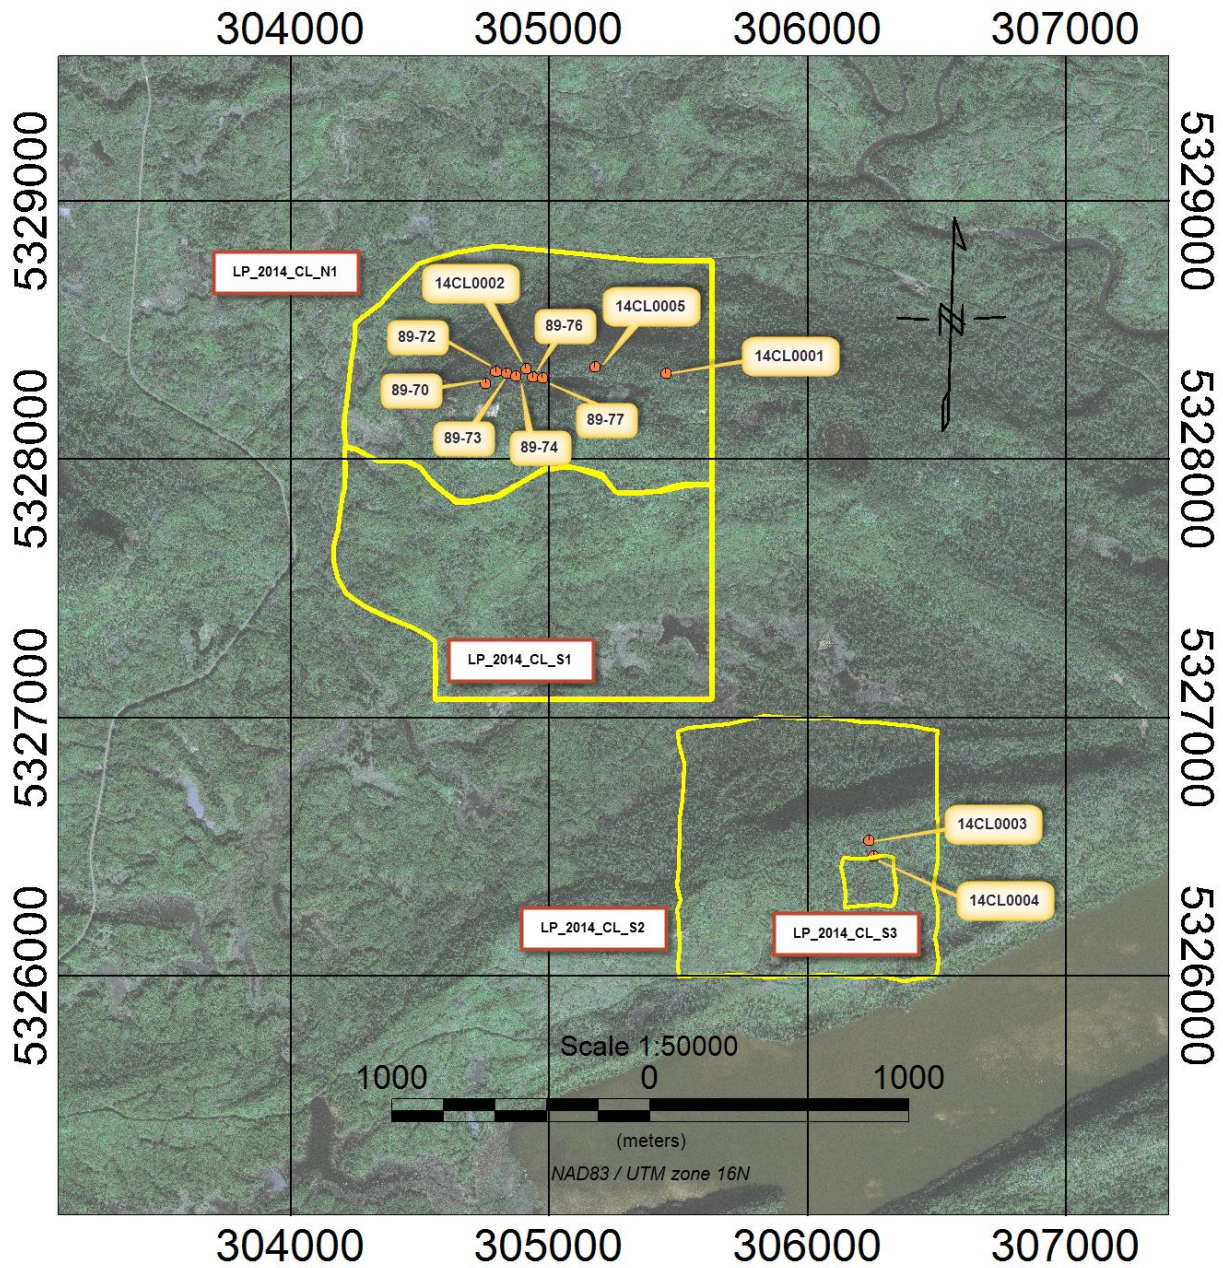 304000 305000 306000 307000
5329000
5329000
LP_2014_CL_N1
14CL0002
14CL0005
89-76
89-72
14CL0001
N
89-70
89-77
89-73
89-74
5328000
5328000
LP_2014_CL_S1
5327000
5327000
14CL0003
14CL0004
LP_2014_CL_S2
LP_2014_CL_S3
5326000
5326000
Scale 1:50000
1000 0 1000
(meters)
NAD83 / UTM zone 16N
304000 305000 306000 307000